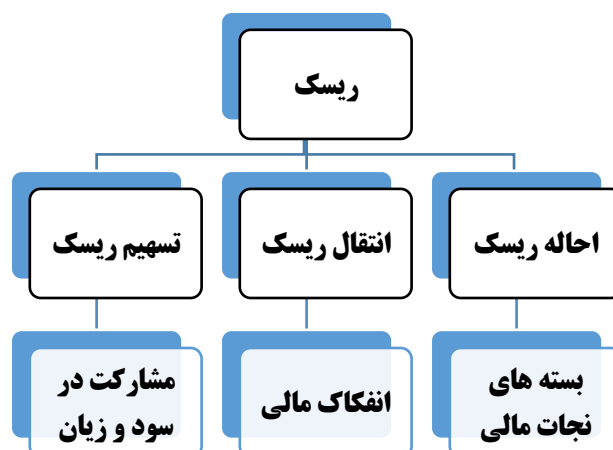 ریسک
احاله ریسک
انتقال ریسک
تسهیم ریسک
بسته های
نجات مالی
انفکاک مالی
مشارکت در
سود و زیان